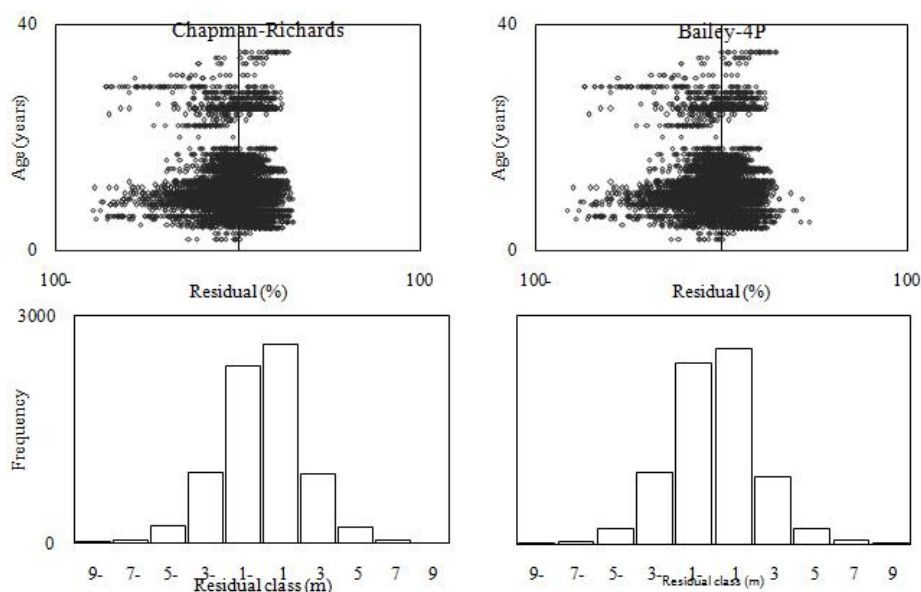 40
Chapman-Richards
Age (years)
0
100-
100
Residual (%)
40
Bailey-4P
Age (years)
0
100-
100
Residual (%)
3000
Frequency
0
9- 7- 5- 3- 1- 1 3 5 7 9
Residual class (m)
9- 7- 5- 3- 1- 1 3 5 7 9
Residual class (m)